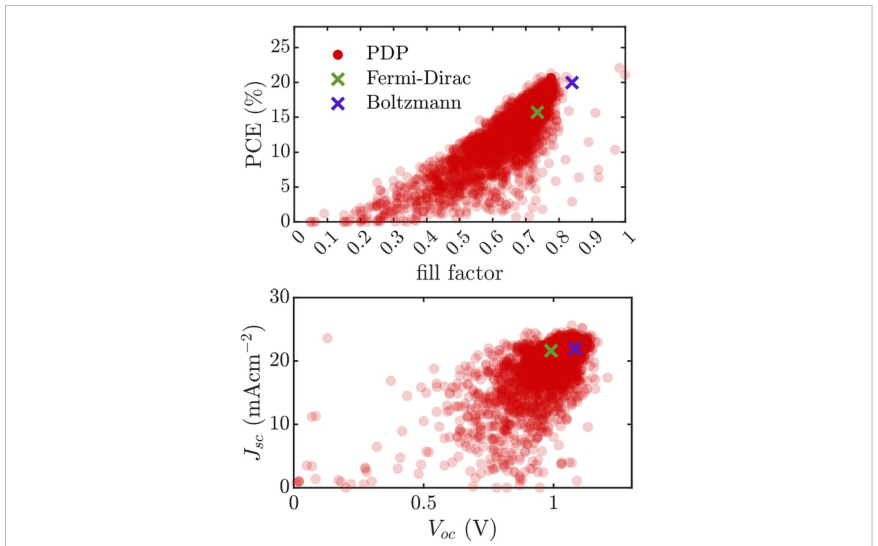 25
20
15
10
5
0
PCE (%)
PDP
Fermi-Dirac
Boltzmann
0 0.1 0.2 0.3 0.4 0.5 0.6 0.7 0.8 0.9 1
fill factor
30
20
10
0
J_sc (mAcm⁻²)
0 0.5 1
V_oc (V)